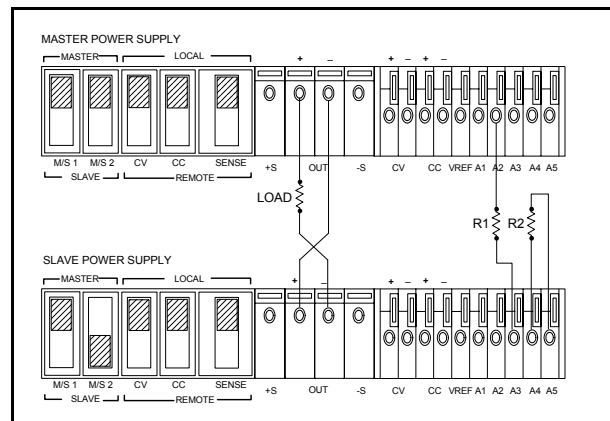 MASTER POWER SUPPLY
MASTER LOCAL
+ – + – + –
M/S 1 M/S 2 CV CC SENSE +S OUT -S CV CC VREF A1 A2 A3 A4 A5
SLAVE REMOTE
LOAD R1 R2
SLAVE POWER SUPPLY
MASTER LOCAL
+ – + – + –
M/S 1 M/S 2 CV CC SENSE +S OUT -S CV CC VREF A1 A2 A3 A4 A5
SLAVE REMOTE